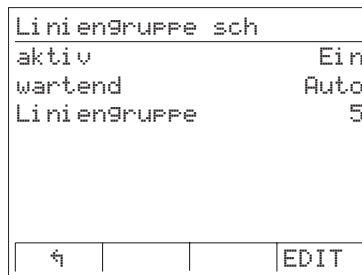 Liniengruppe sch
aktiv Ein
wartend Auto
Liniengruppe 5
↰ EDIT